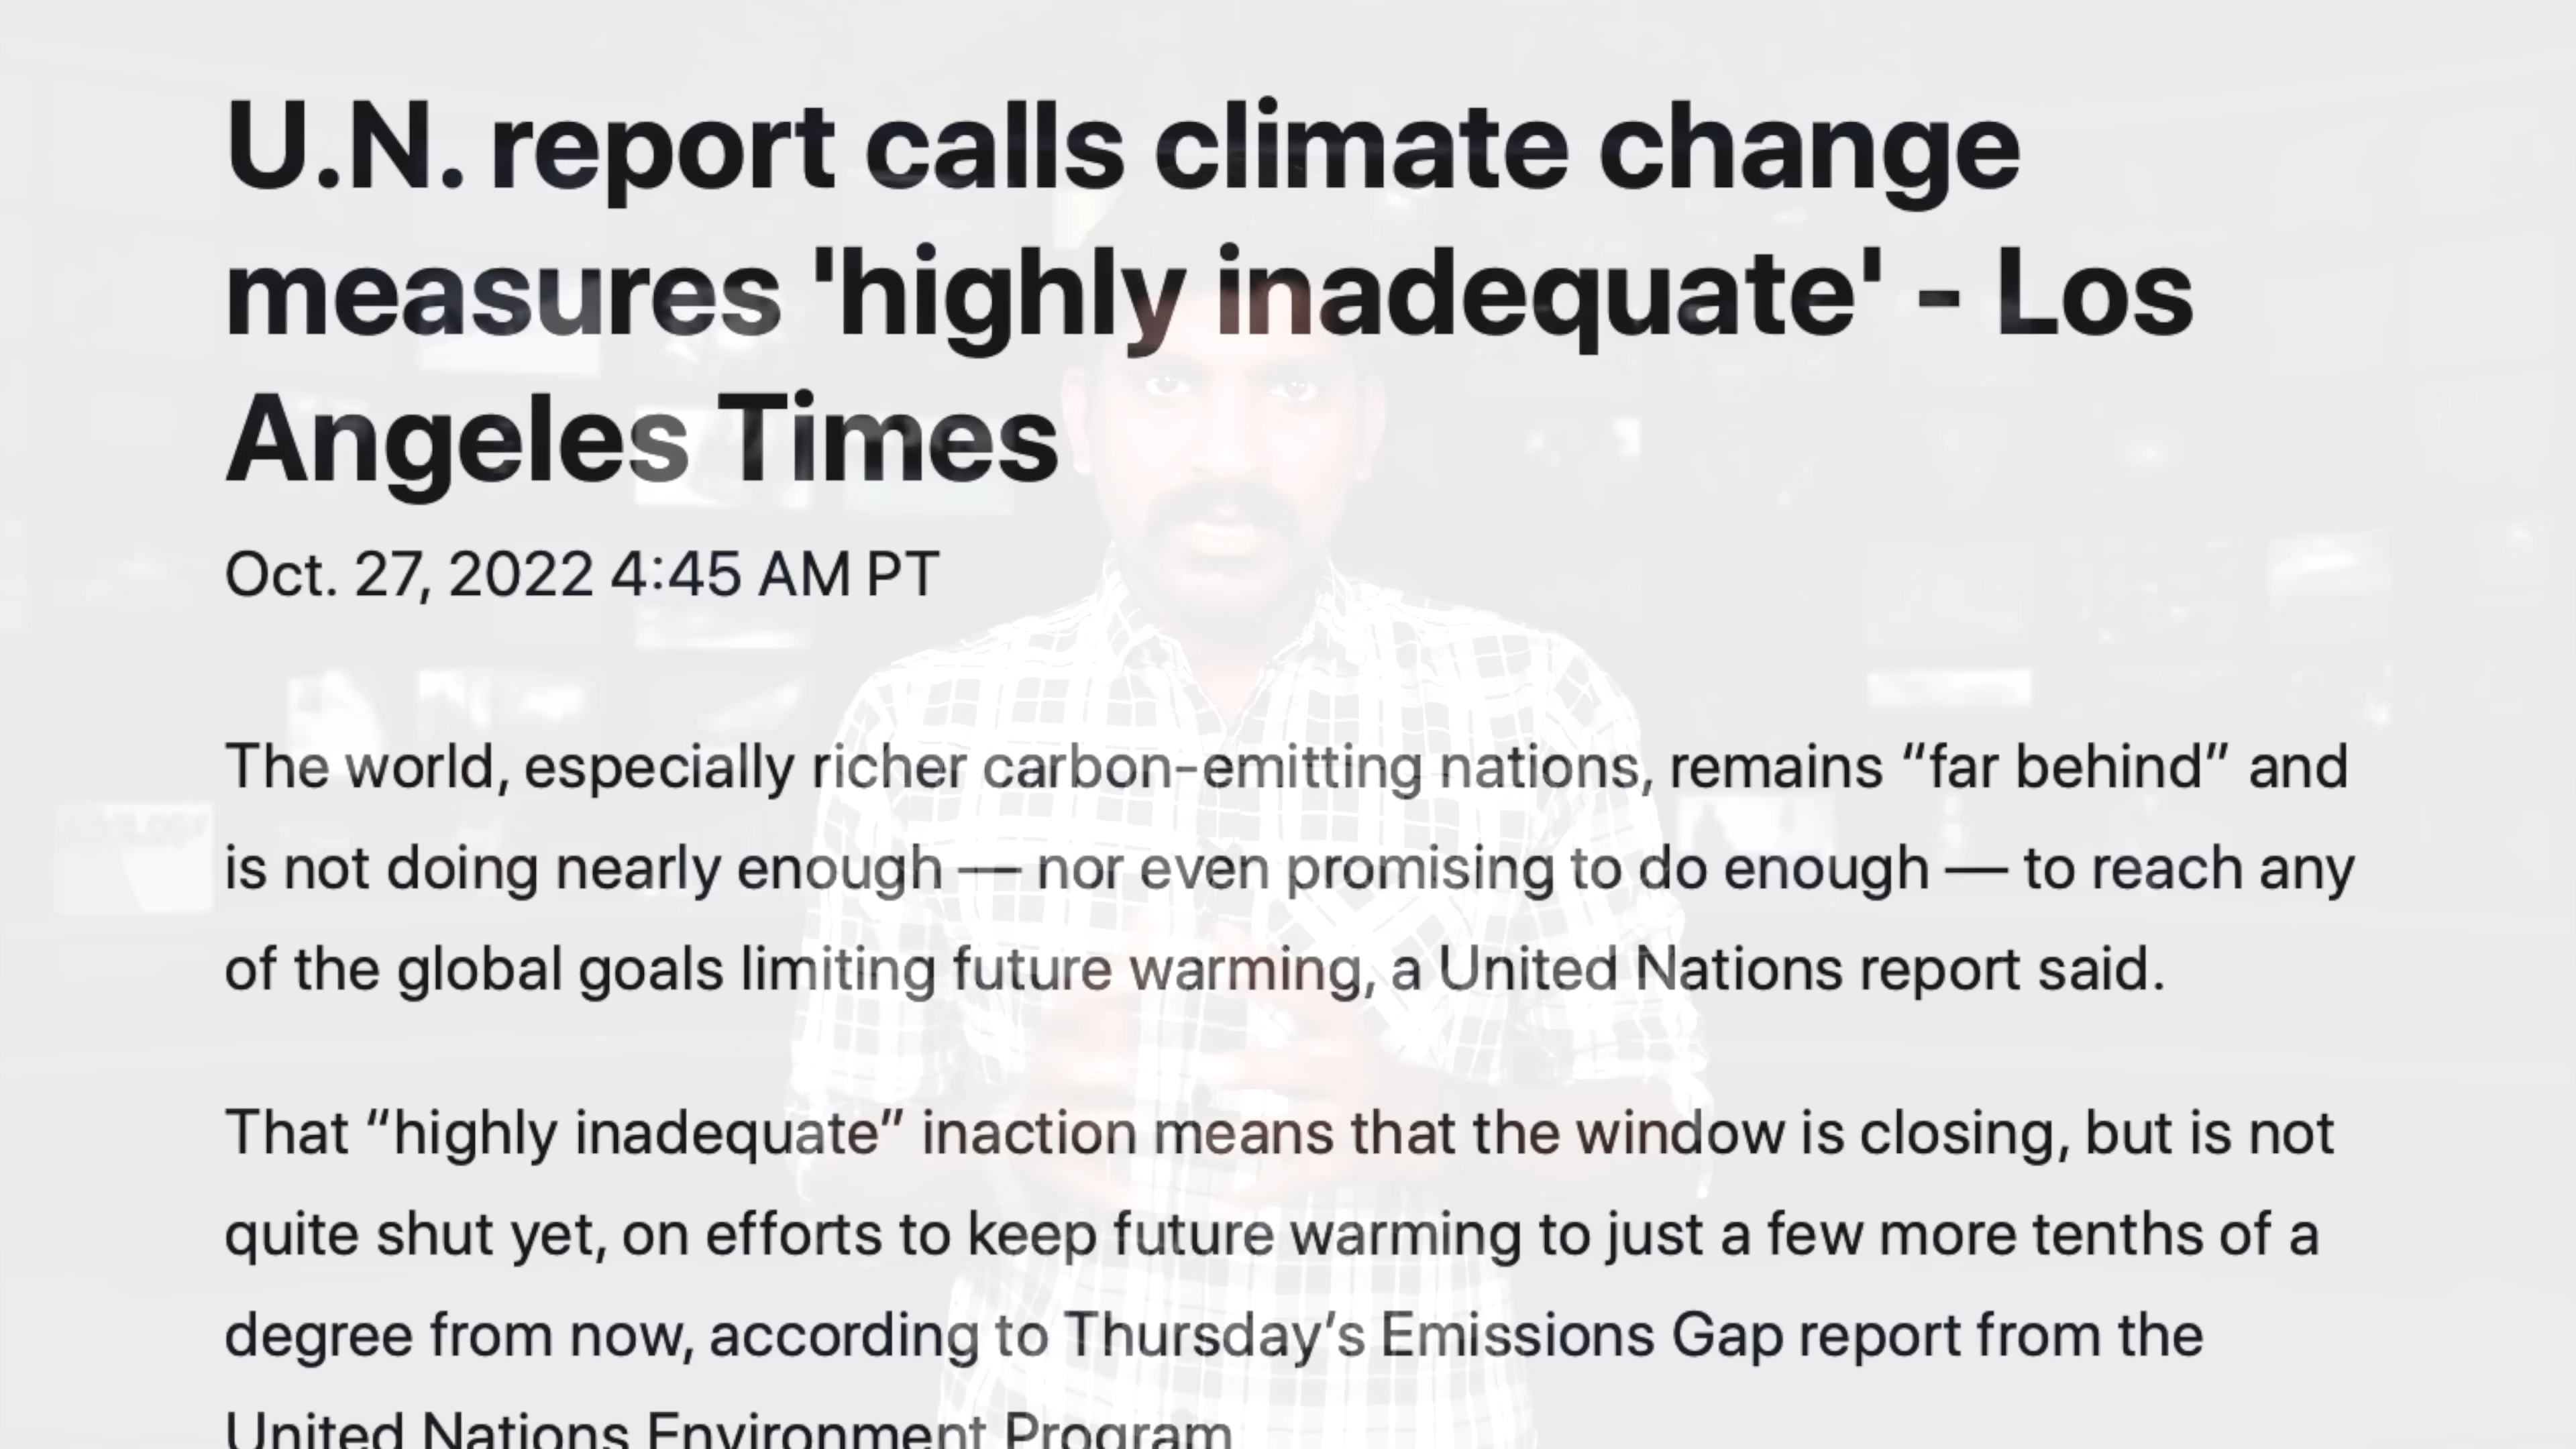 U.N. report calls climate change
measures 'highly inadequate' - Los
Angeles Times
Oct. 27, 2022 4:45 AM PT
The world, especially richer carbon-emitting nations, remains “far behind” and
is not doing nearly enough — nor even promising to do enough — to reach any
of the global goals limiting future warming, a United Nations report said.
That “highly inadequate” inaction means that the window is closing, but is not
quite shut yet, on efforts to keep future warming to just a few more tenths of a
degree from now, according to Thursday’s Emissions Gap report from the
United Nations Environment Program